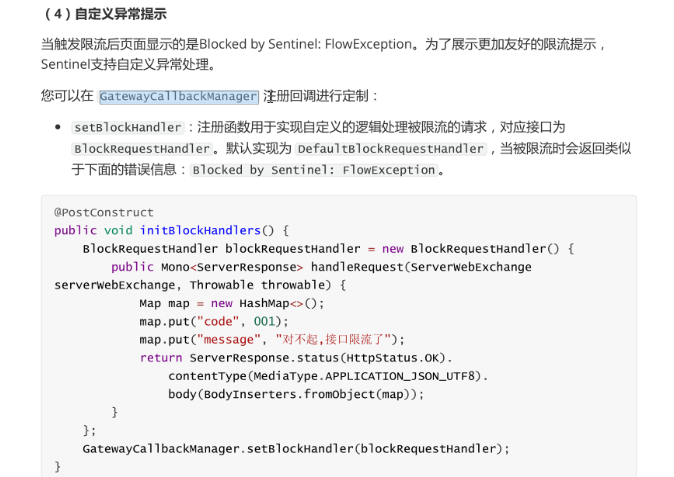 （4）自定义异常提示
当触发限流后页面显示的是Blocked by Sentinel: FlowException。为了展示更加友好的限流提示，
Sentinel支持自定义异常处理。
您可以在 GatewayCallbackManager 注册回调进行定制：
• setBlockHandler：注册函数用于实现自定义的逻辑处理被限流的请求，对应接口为
BlockRequestHandler。默认实现为 DefaultBlockRequestHandler，当被限流时会返回类似
于下面的错误信息：Blocked by Sentinel: FlowException。
@PostConstruct
public void initBlockHandlers() {
    BlockRequestHandler blockRequestHandler = new BlockRequestHandler() {
        public Mono<ServerResponse> handleRequest(ServerWebExchange
serverWebExchange, Throwable throwable) {
            Map map = new HashMap<>();
            map.put("code", 001);
            map.put("message", "对不起,接口限流了");
            return ServerResponse.status(HttpStatus.OK).
                contentType(MediaType.APPLICATION_JSON_UTF8).
                body(BodyInserters.fromObject(map));
        }
    };
    GatewayCallbackManager.setBlockHandler(blockRequestHandler);
}